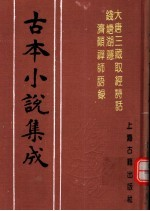 大唐三藏取經詩話
錢塘湖隱
濟顛禪師語錄
古本小說集成
上海古籍出版社